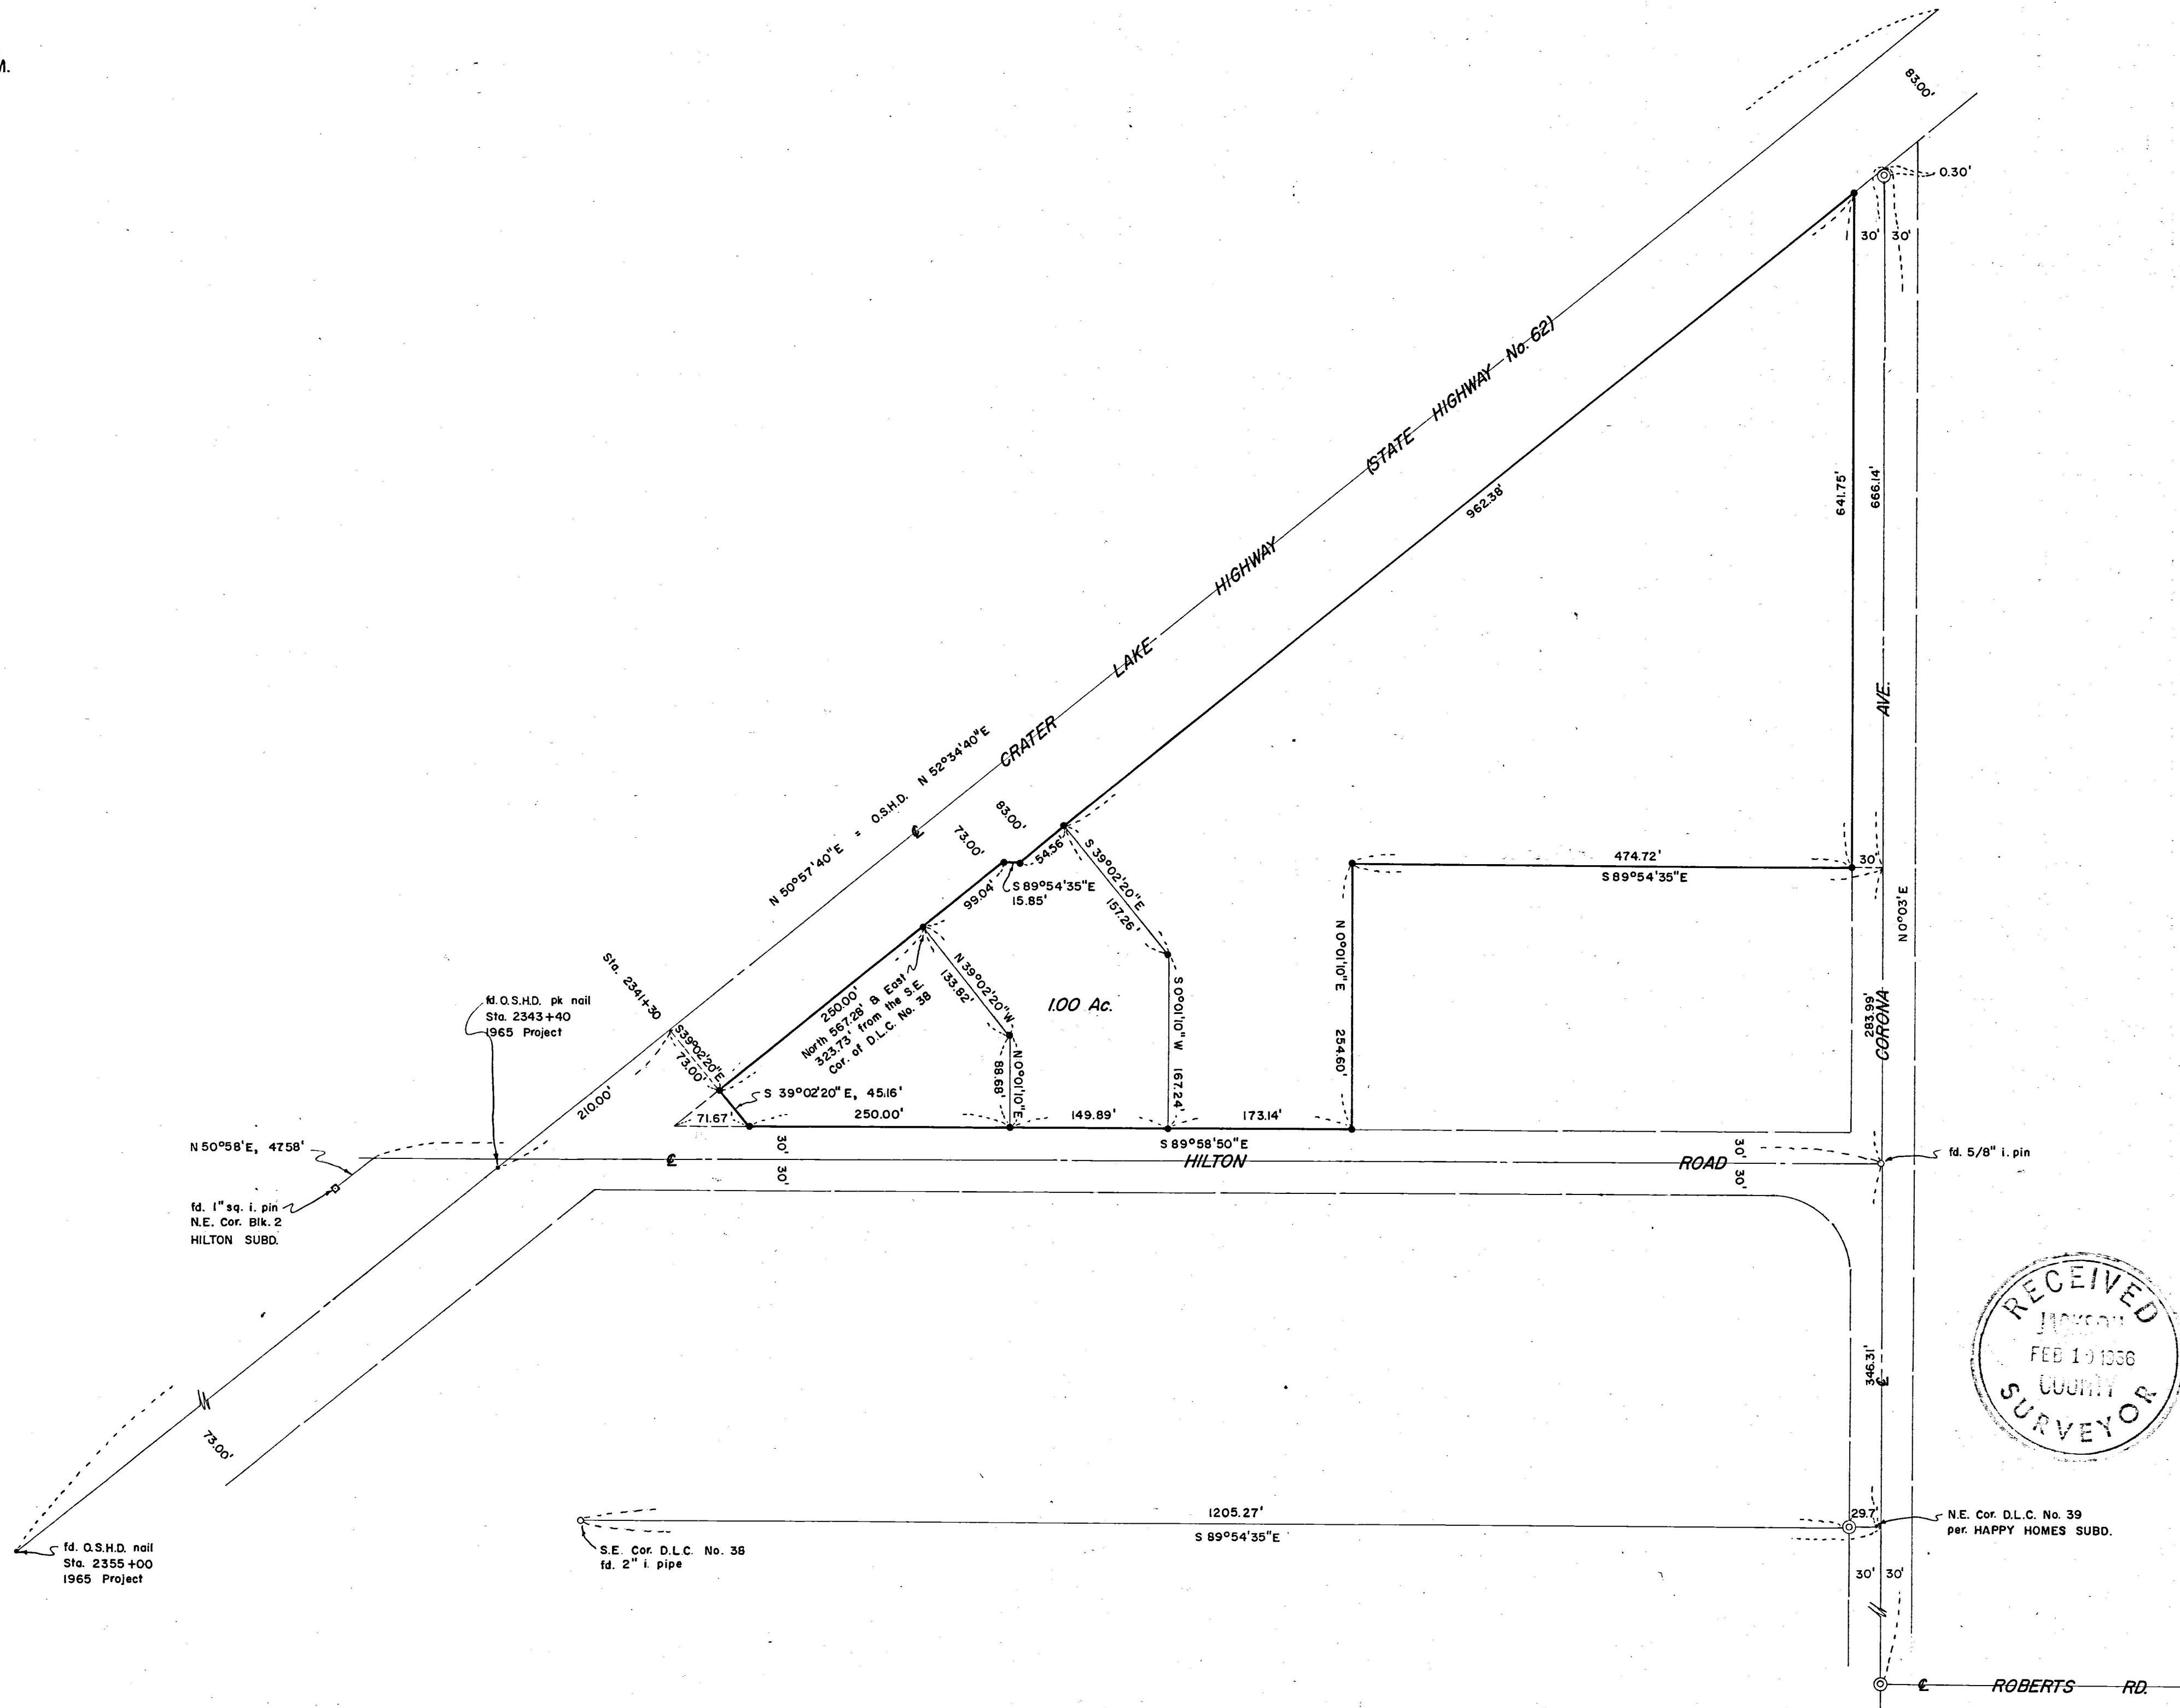 M.
83.00'
0.30'
30' 30'
(STATE HIGHWAY No. 62)
CRATER LAKE HIGHWAY
962.38'
641.75'
666.14'
CORONA AVE.
N 50°57'40"E = O.S.H.D. N 52°34'40"E
℄
83.00'
73.00'
54.56'
S 89°54'35"E
15.85'
99.04'
S 39°02'20"E
157.26'
474.72'
S 89°54'35"E
30'
N 0°03'E
N 0°01'10"E 254.60'
283.99'
Sta. 2341+30
S 39°02'20"E
73.00'
250.00'
North 567.28' & East
323.73' from the S.E.
Cor. of D.L.C. No. 38
N 39°02'20"W
133.82'
1.00 Ac.
S 0°01'10"W 167.24'
88.68'
N 0°01'10"E
fd. O.S.H.D. pk nail
Sta. 2343+40
1965 Project
210.00'
S 39°02'20"E, 45.16'
71.67'
250.00'
149.89'
173.14'
S 89°58'50"E
N 50°58'E, 47.58'
30'
30'
℄
HILTON ROAD
30'
30'
fd. 5/8" i. pin
fd. 1" sq. i. pin
N.E. Cor. Blk. 2
HILTON SUBD.
346.31'
℄
RECEIVED
JACKSON
COUNTY
SURVEYOR
73.00'
fd. O.S.H.D. nail
Sta. 2355+00
1965 Project
S.E. Cor. D.L.C. No. 38
fd. 2" i. pipe
1205.27'
S 89°54'35"E
29.7'
N.E. Cor. D.L.C. No. 39
per. HAPPY HOMES SUBD.
30' 30'
℄
ROBERTS RD.